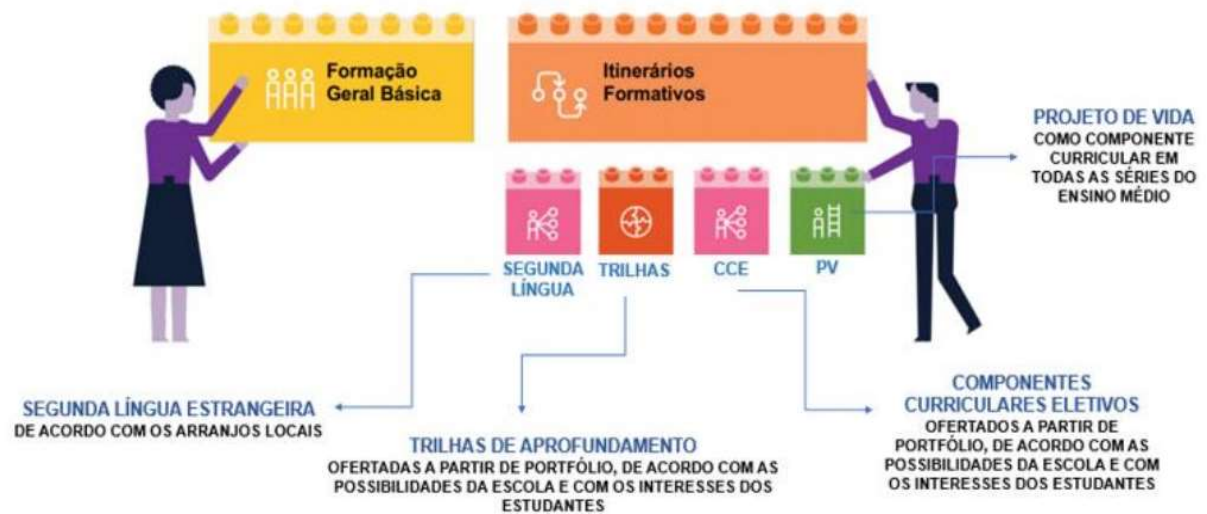 Formação
Geral Básica
Itinerários
Formativos
PROJETO DE VIDA
COMO COMPONENTE
CURRICULAR EM
TODAS AS SÉRIES DO
ENSINO MÉDIO
SEGUNDA
LÍNGUA
TRILHAS
CCE
PV
SEGUNDA LÍNGUA ESTRANGEIRA
DE ACORDO COM OS ARRANJOS LOCAIS
TRILHAS DE APROFUNDAMENTO
OFERTADAS A PARTIR DE PORTFÓLIO, DE ACORDO COM AS
POSSIBILIDADES DA ESCOLA E COM OS INTERESSES DOS
ESTUDANTES
COMPONENTES
CURRICULARES ELETIVOS
OFERTADOS A PARTIR DE
PORTFÓLIO, DE ACORDO COM AS
POSSIBILIDADES DA ESCOLA E COM
OS INTERESSES DOS ESTUDANTES